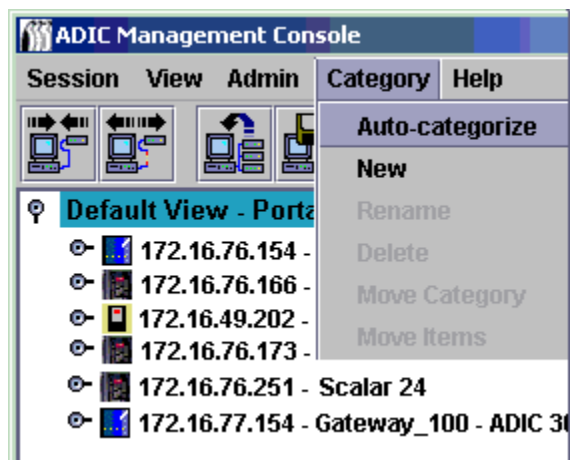 ADIC Management Console
Session View Admin Category Help
Auto-categorize
New
Rename
Delete
Move Category
Move Items
Default View - Porta
172.16.76.154 -
172.16.76.166 -
172.16.49.202 -
172.16.76.173 -
172.16.76.251 - Scalar 24
172.16.77.154 - Gateway_100 - ADIC